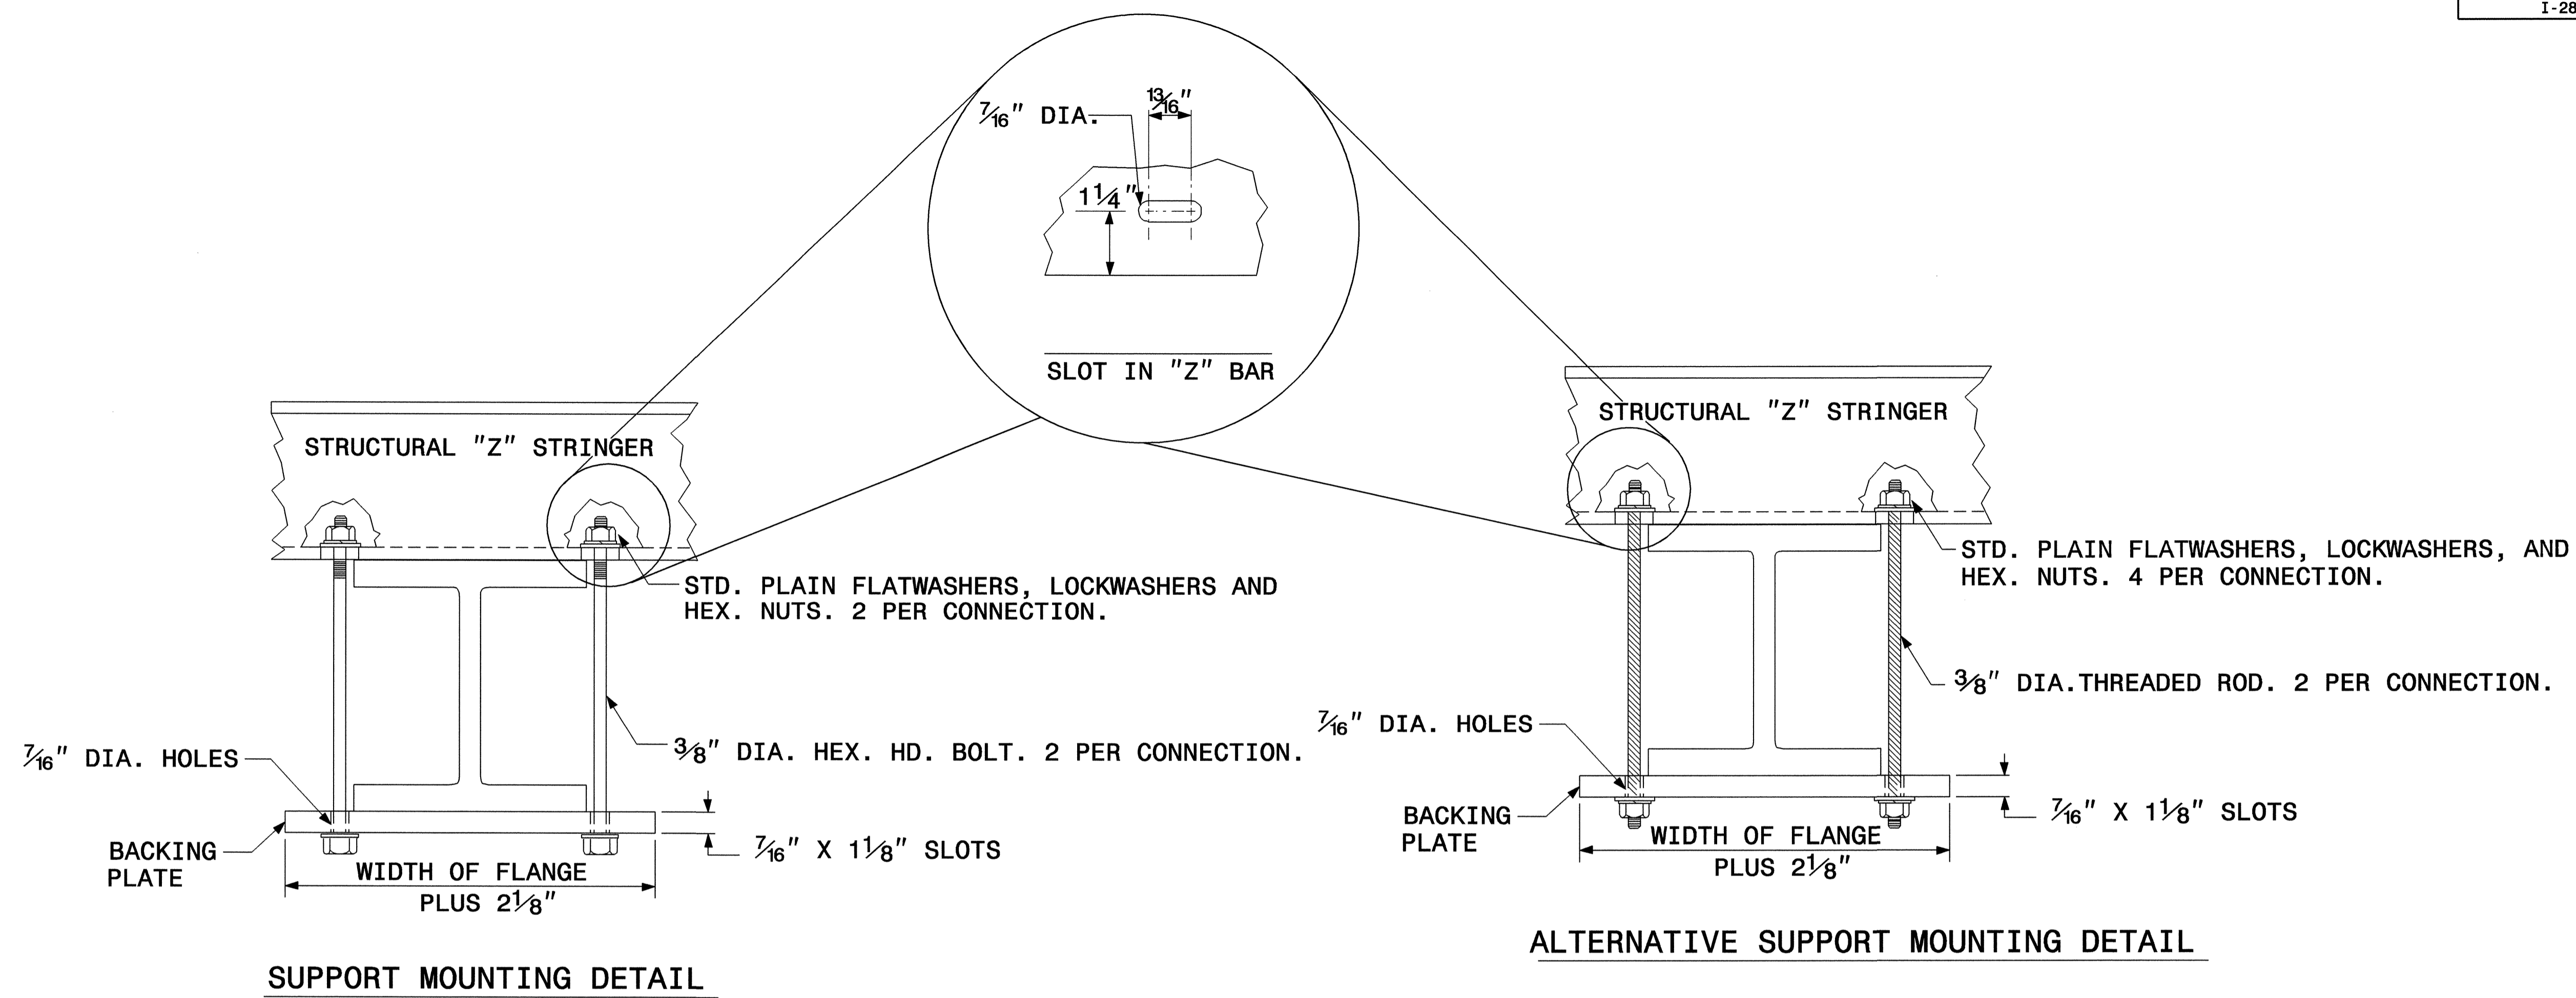 I-28
7/16" DIA.
13/16"
1 1/4"
SLOT IN "Z" BAR
STRUCTURAL "Z" STRINGER
STD. PLAIN FLATWASHERS, LOCKWASHERS AND
HEX. NUTS. 2 PER CONNECTION.
3/8" DIA. HEX. HD. BOLT. 2 PER CONNECTION.
7/16" DIA. HOLES
BACKING
PLATE
WIDTH OF FLANGE
PLUS 2 1/8"
7/16" X 1 1/8" SLOTS
SUPPORT MOUNTING DETAIL
STRUCTURAL "Z" STRINGER
STD. PLAIN FLATWASHERS, LOCKWASHERS, AND
HEX. NUTS. 4 PER CONNECTION.
3/8" DIA.THREADED ROD. 2 PER CONNECTION.
7/16" DIA. HOLES
BACKING
PLATE
WIDTH OF FLANGE
PLUS 2 1/8"
7/16" X 1 1/8" SLOTS
ALTERNATIVE SUPPORT MOUNTING DETAIL